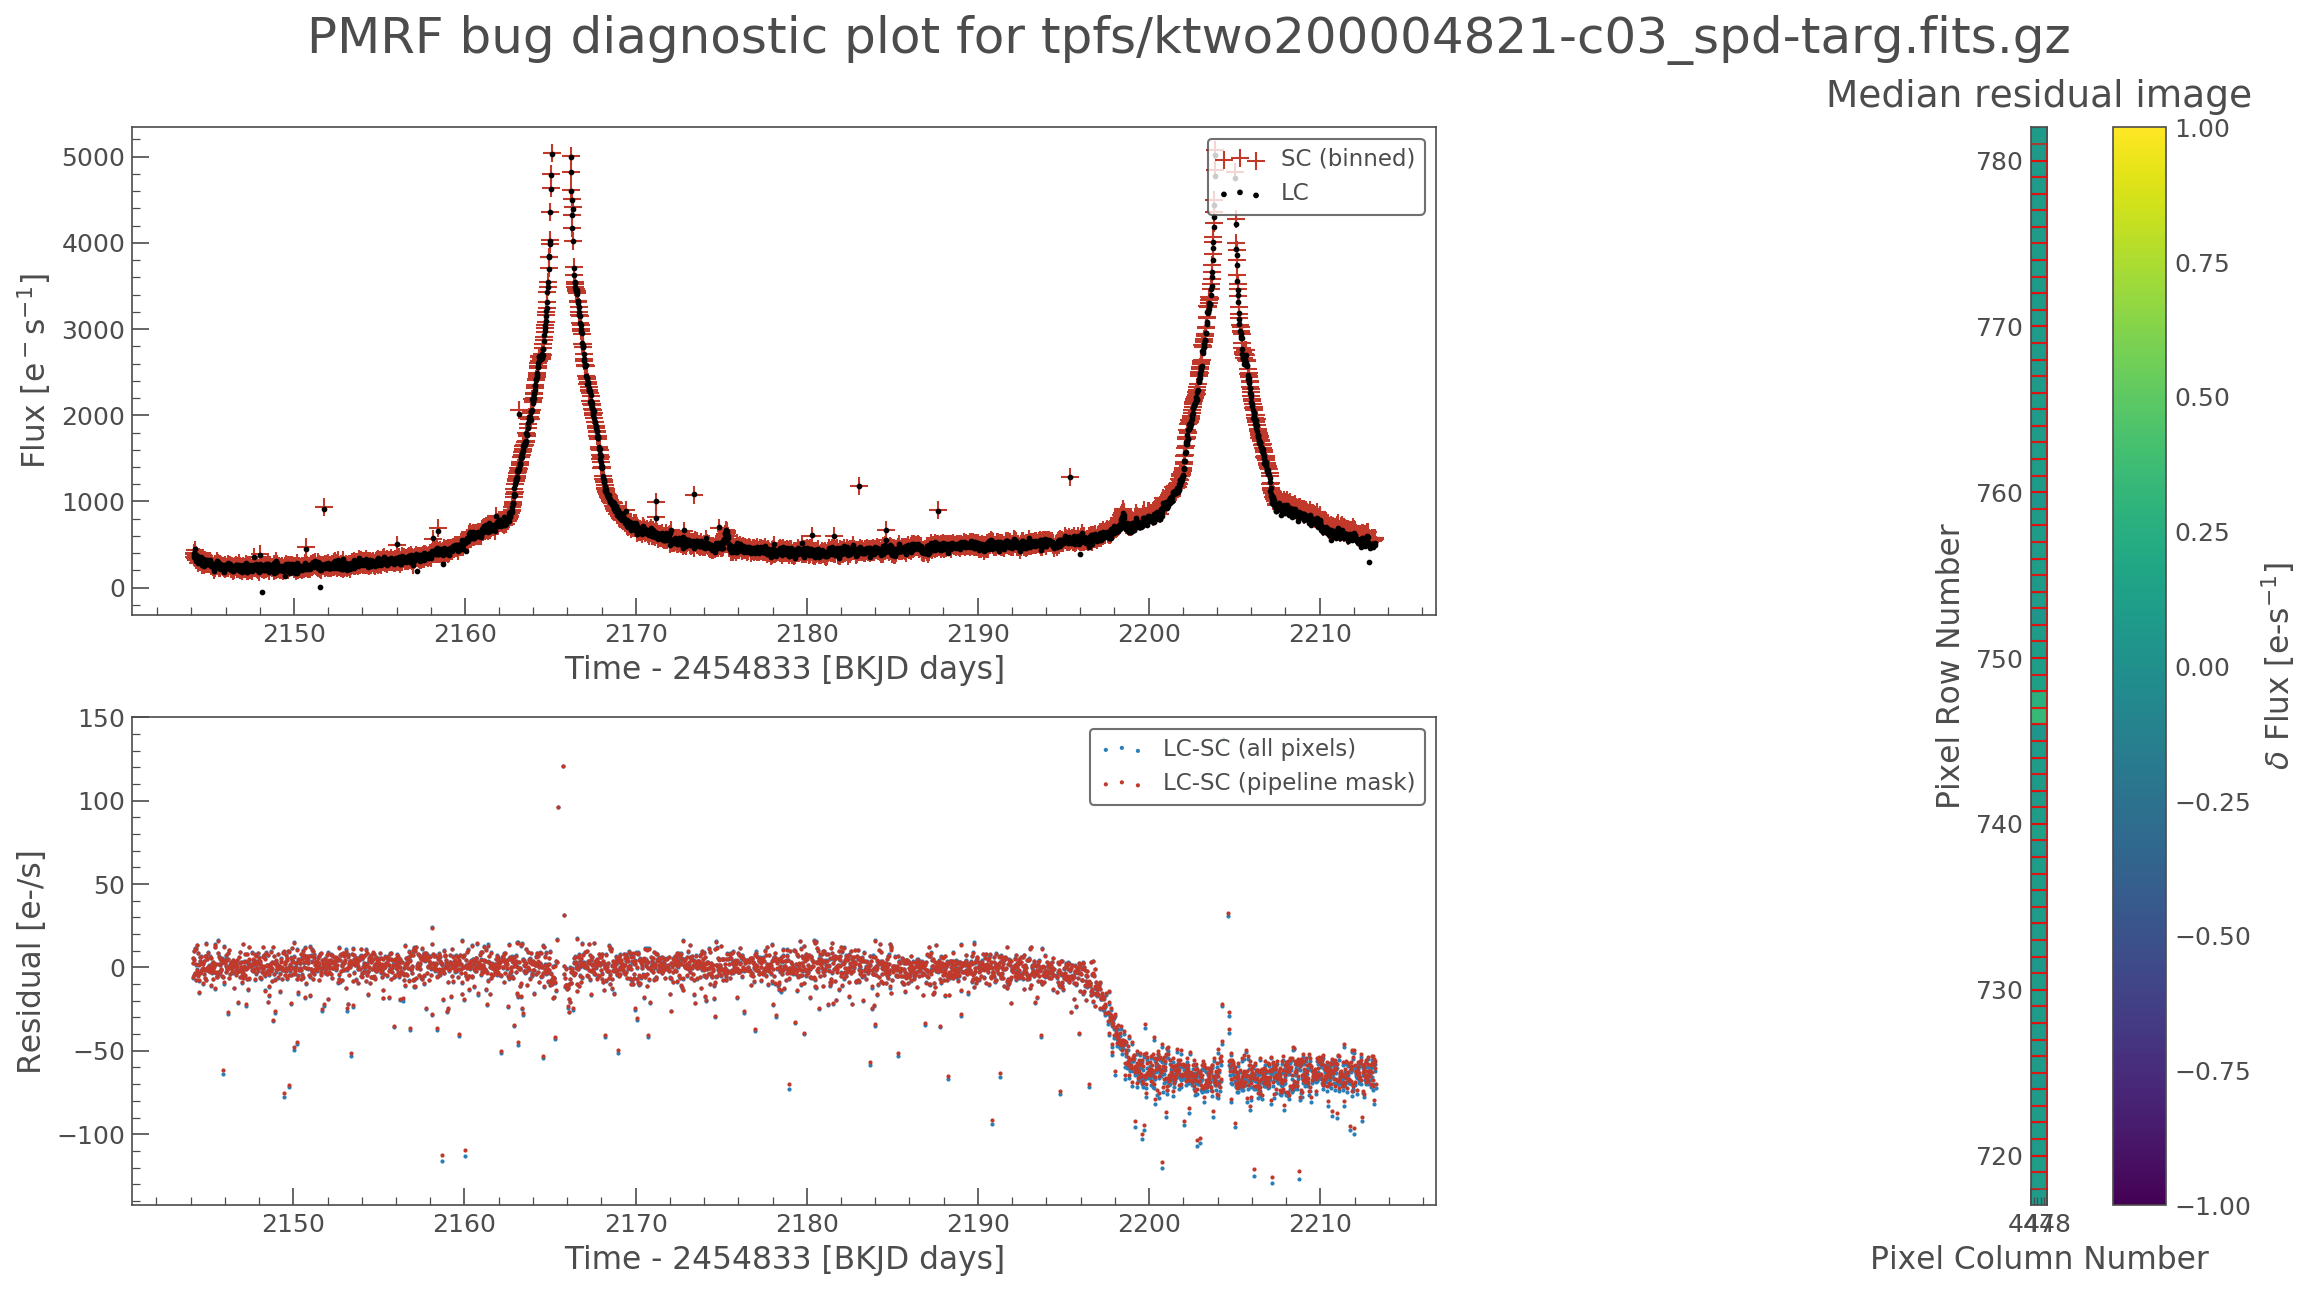 PMRF bug diagnostic plot for tpfs/ktwo200004821-c03_spd-targ.fits.gz
Median residual image
Flux [e⁻ s⁻¹]
5000
4000
3000
2000
1000
0
SC (binned)
LC
2150 2160 2170 2180 2190 2200 2210
Time - 2454833 [BKJD days]
Residual [e-/s]
150
100
50
0
−50
−100
LC-SC (all pixels)
LC-SC (pipeline mask)
2150 2160 2170 2180 2190 2200 2210
Time - 2454833 [BKJD days]
Pixel Row Number
780
770
760
750
740
730
720
Pixel Column Number
1.00
0.75
0.50
0.25
0.00
−0.25
−0.50
−0.75
−1.00
δ Flux [e-s⁻¹]